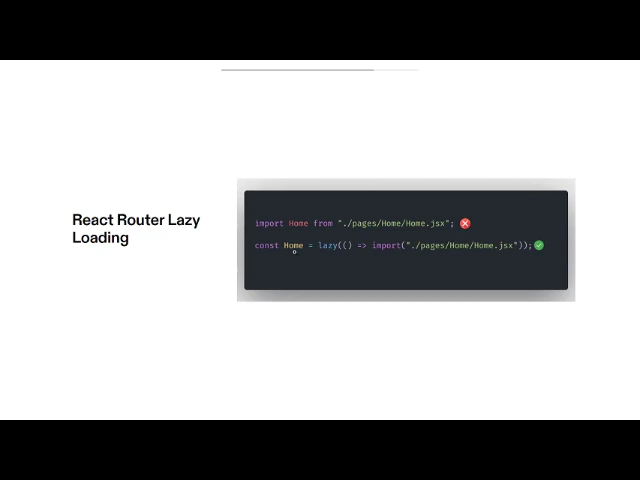 React Router Lazy
Loading
import Home from "./pages/Home/Home.jsx";
const Home = lazy(() => import("./pages/Home/Home.jsx"));